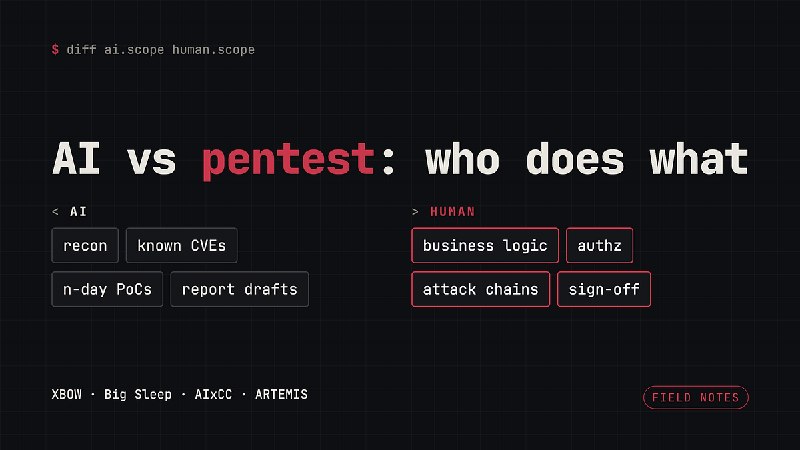 $ diff ai.scope human.scope
AI vs pentest: who does what
< AI
recon
known CVEs
n-day PoCs
report drafts
> HUMAN
business logic
authz
attack chains
sign-off
XBOW · Big Sleep · AIxCC · ARTEMIS
FIELD NOTES